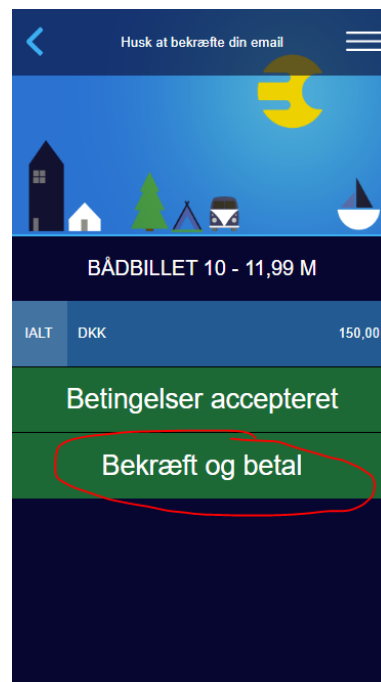 Husk at bekræfte din email
BÅDBILLET 10 - 11,99 M
IALT DKK 150,00
Betingelser accepteret
Bekræft og betal